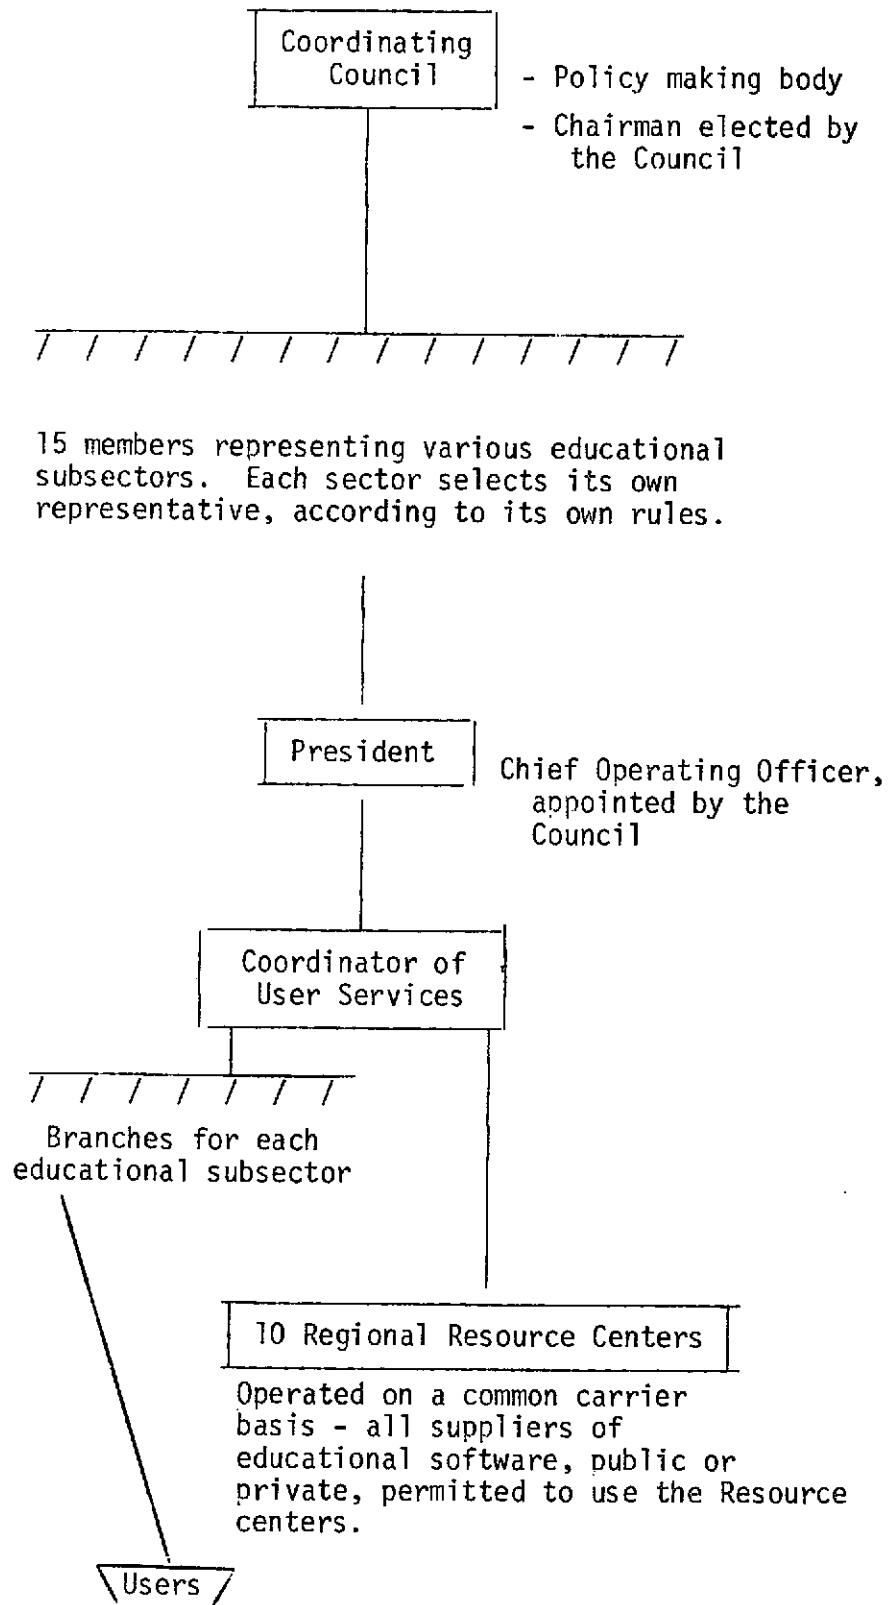 Coordinating
Council
- Policy making body
- Chairman elected by
the Council
15 members representing various educational
subsectors. Each sector selects its own
representative, according to its own rules.
President
Chief Operating Officer,
appointed by the
Council
Coordinator of
User Services
Branches for each
educational subsector
10 Regional Resource Centers
Operated on a common carrier
basis - all suppliers of
educational software, public or
private, permitted to use the Resource
centers.
Users